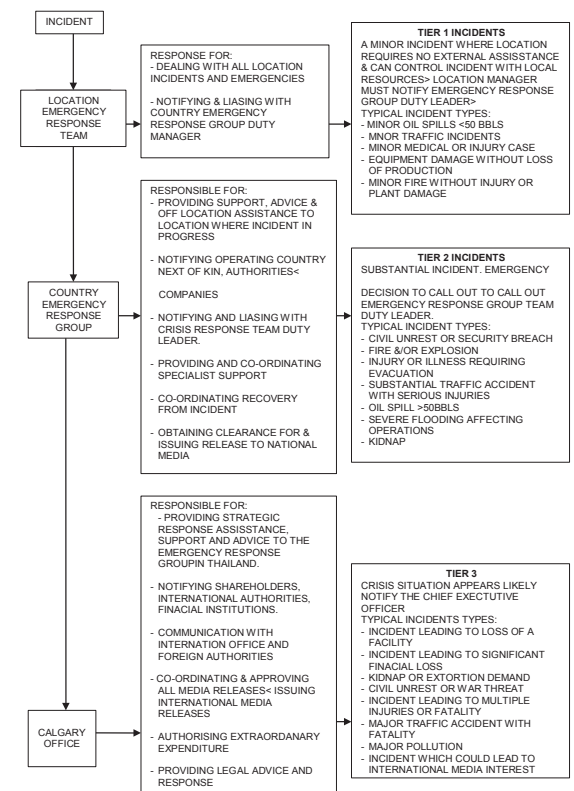 INCIDENT
LOCATION
EMERGENCY
RESPONSE
TEAM
RESPONSE FOR:
- DEALING WITH ALL LOCATION
INCIDENTS AND EMERGENCIES
- NOTIFYING & LIASING WITH
COUNTRY EMERGENCY
RESPONSE GROUP DUTY
MANAGER
TIER 1 INCIDENTS
A MINOR INCIDENT WHERE LOCATION
REQUIRES NO EXTERNAL ASSISSTANCE
& CAN CONTROL INCIDENT WITH LOCAL
RESOURCES> LOCATION MANAGER
MUST NOTIFY EMERGENCY RESPONSE
GROUP DUTY LEADER>
TYPICAL INCIDENT TYPES:
- MINOR OIL SPILLS <50 BBLS
- MNOR TRAFFIC INCIDENTS
- MINOR MEDICAL OR INJURY CASE
- EQUIPMENT DAMAGE WITHOUT LOSS
OF PRODUCTION
- MINOR FIRE WITHOUT INJURY OR
PLANT DAMAGE
COUNTRY
EMERGENCY
RESPONSE
GROUP
RESPONSIBLE FOR:
- PROVIDING SUPPORT, ADVICE &
OFF LOCATION ASSISTANCE TO
LOCATION WHERE INCIDENT IN
PROGRESS
- NOTIFYING OPERATING COUNTRY
NEXT OF KIN, AUTHORITIES<
COMPANIES
- NOTIFYING AND LIASING WITH
CRISIS RESPONSE TEAM DUTY
LEADER.
- PROVIDING AND CO-ORDINATING
SPECIALIST SUPPORT
- CO-ORDINATING RECOVERY
FROM INCIDENT
- OBTAINING CLEARANCE FOR &
ISSUING RELEASE TO NATIONAL
MEDIA
TIER 2 INCIDENTS
SUBSTANTIAL INCIDENT. EMERGENCY
DECISION TO CALL OUT TO CALL OUT
EMERGENCY RESPONSE GROUP TEAM
DUTY LEADER.
TYPICAL INCIDENT TYPES:
- CIVIL UNREST OR SECURITY BREACH
- FIRE &/OR EXPLOSION
- INJURY OR ILLNESS REQUIRING
EVACUATION
- SUBSTANTIAL TRAFFIC ACCIDENT
WITH SERIOUS INJURIES
- OIL SPILL >50BBLS
- SEVERE FLOODING AFFECTING
OPERATIONS
- KIDNAP
CALGARY
OFFICE
RESPONSIBLE FOR:
- PROVIDING STRATEGIC
RESPONSE ASSISSTANCE,
SUPPORT AND ADVICE TO THE
EMERGENCY RESPONSE
GROUPIN THAILAND.
- NOTIFYING SHAREHOLDERS,
INTERNATIONAL AUTHORITIES,
FINACIAL INSTITUTIONS.
- COMMUNICATION WITH
INTERNATION OFFICE AND
FOREIGN AUTHORITIES
- CO-ORDINATING & APPROVING
ALL MEDIA RELEASES< ISSUING
INTERNATIONAL MEDIA
RELEASES
- AUTHORISING EXTRAORDANARY
EXPENDITURE
- PROVIDING LEGAL ADVICE AND
RESPONSE
TIER 3
CRISIS SITUATION APPEARS LIKELY
NOTIFY THE CHIEF EXECTUTIVE
OFFICER
TYPICAL INCIDENTS TYPES:
- INCIDENT LEADING TO LOSS OF A
FACILITY
- INCIDENT LEADING TO SIGNIFICANT
FINACIAL LOSS
- KIDNAP OR EXTORTION DEMAND
- CIVIL UNREST OR WAR THREAT
- INCIDENT LEADING TO MULTIPLE
INJURIES OR FATALITY
- MAJOR TRAFFIC ACCIDENT WITH
FATALITY
- MAJOR POLLUTION
- INCIDENT WHICH COULD LEAD TO
INTERNATIONAL MEDIA INTEREST